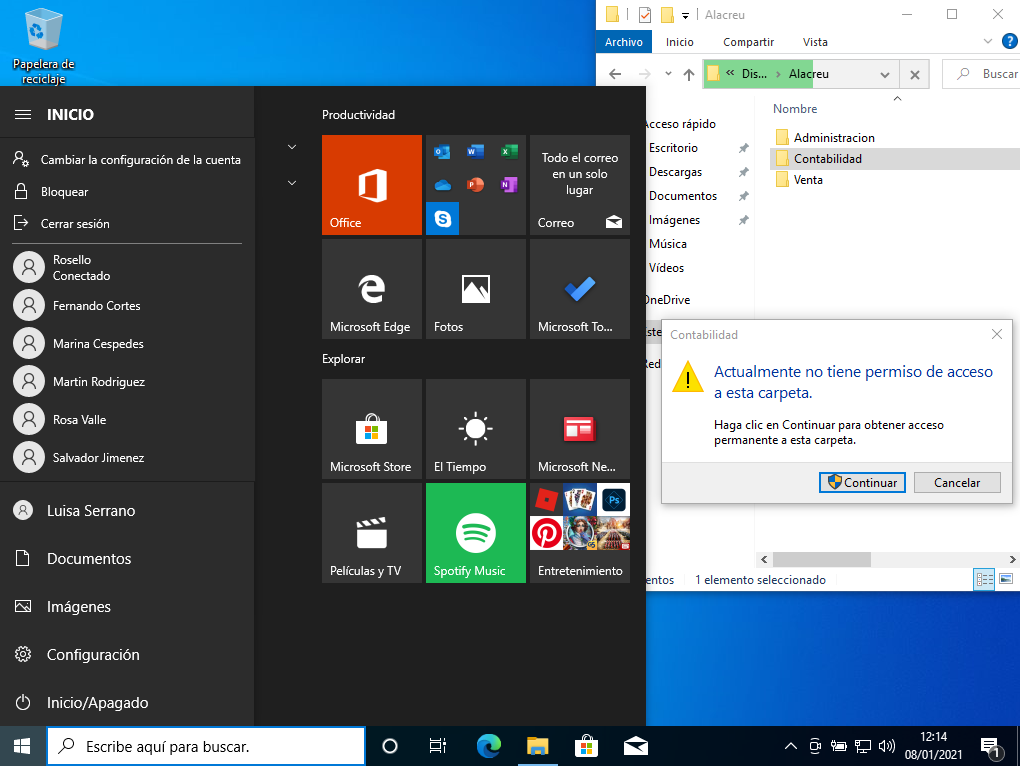 Papelera de
reciclaje
Alacreu
Archivo
Inicio
Compartir
Vista
?
« Dis... › Alacreu
Buscar
Acceso rápido
Escritorio
Descargas
Documentos
Imágenes
Música
Vídeos
OneDrive
Este
Red
Nombre
Administracion
Contabilidad
Venta
Contabilidad
Actualmente no tiene permiso de acceso
a esta carpeta.
Haga clic en Continuar para obtener acceso
permanente a esta carpeta.
Continuar
Cancelar
entos
1 elemento seleccionado
INICIO
Cambiar la configuración de la cuenta
Bloquear
Cerrar sesión
Rosello
Conectado
Fernando Cortes
Marina Cespedes
Martin Rodriguez
Rosa Valle
Salvador Jimenez
Luisa Serrano
Documentos
Imágenes
Configuración
Inicio/Apagado
Productividad
Office
Todo el correo
en un solo
lugar
Correo
Microsoft Edge
Fotos
Microsoft To...
Explorar
Microsoft Store
El Tiempo
Microsoft Ne...
Películas y TV
Spotify Music
Ps
Entretenimiento
Escribe aquí para buscar.
12:14
08/01/2021
1